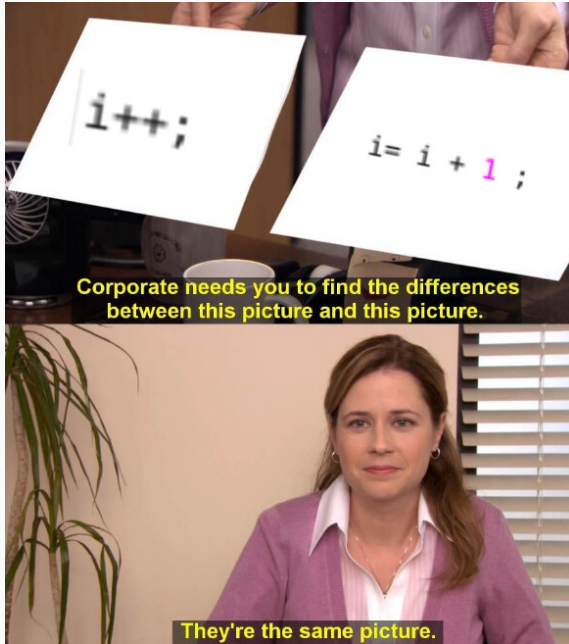 i++;
i= i + 1 ;
Corporate needs you to find the differences
between this picture and this picture.
They're the same picture.